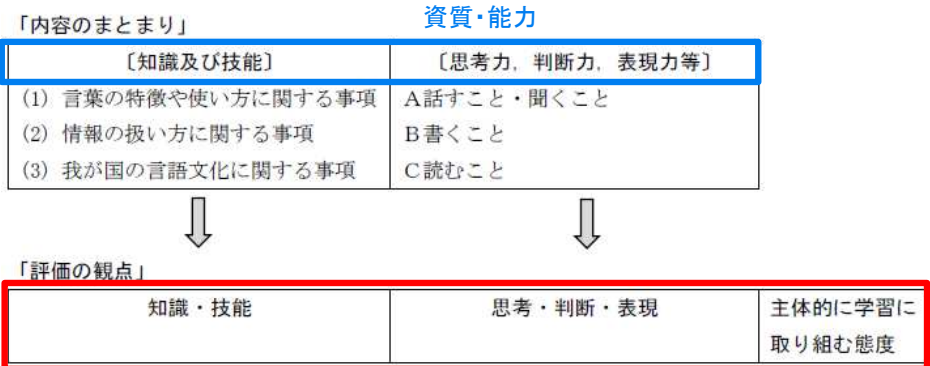 資質・能力
「内容のまとまり」
〔知識及び技能〕 〔思考力，判断力，表現力等〕
(1) 言葉の特徴や使い方に関する事項 A話すこと・聞くこと
(2) 情報の扱い方に関する事項 B書くこと
(3) 我が国の言語文化に関する事項 C読むこと
「評価の観点」
知識・技能 思考・判断・表現 主体的に学習に
取り組む態度